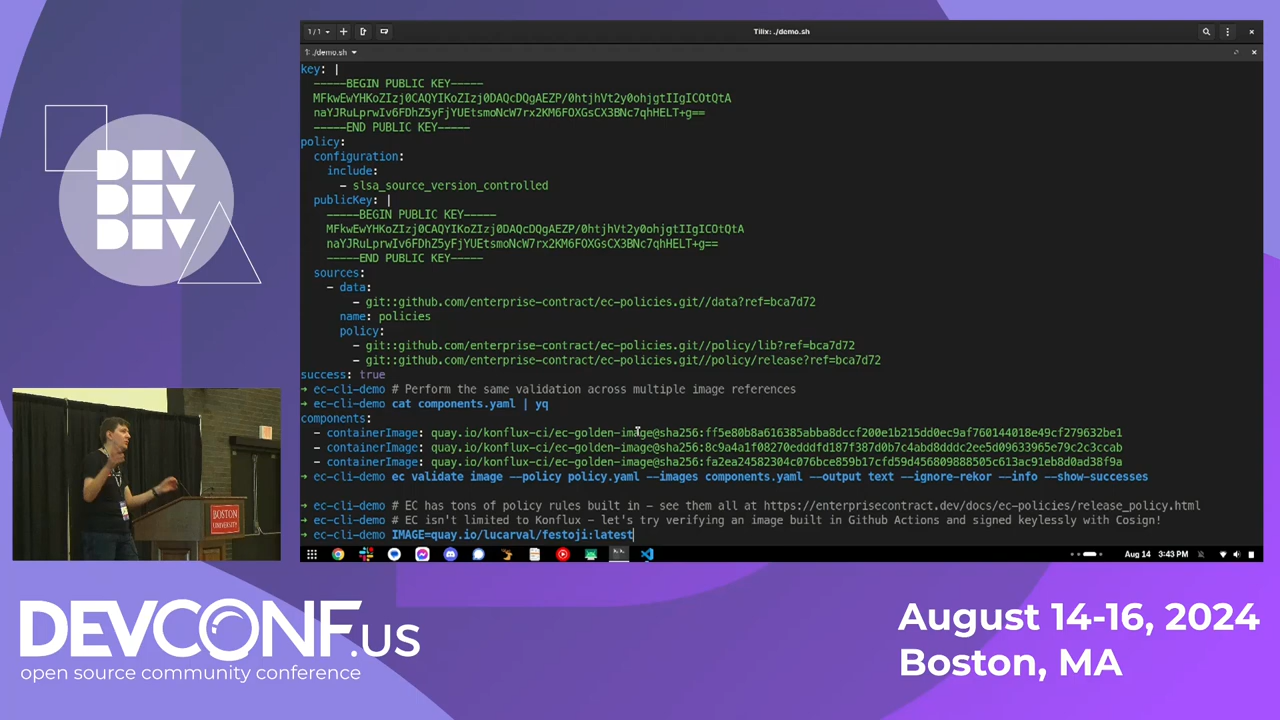 1/1
Tilix: ./demo.sh
1: ./demo.sh
key: |
-----BEGIN PUBLIC KEY-----
MFkwEwYHKoZIzj0CAQYIKoZIzj0DAQcDQgAEZP/0htjhVt2y0ohjgtIIgICOtQtA
naYJRuLprwIv6FDhZ5yFjYUEtsmoNcW7rx2KM6FOXGsCX3BNc7qhHELT+g==
-----END PUBLIC KEY-----
policy:
configuration:
include:
- slsa_source_version_controlled
publicKey: |
-----BEGIN PUBLIC KEY-----
MFkwEwYHKoZIzj0CAQYIKoZIzj0DAQcDQgAEZP/0htjhVt2y0ohjgtIIgICOtQtA
naYJRuLprwIv6FDhZ5yFjYUEtsmoNcW7rx2KM6FOXGsCX3BNc7qhHELT+g==
-----END PUBLIC KEY-----
sources:
- data:
- git::github.com/enterprise-contract/ec-policies.git//data?ref=bca7d72
name: policies
policy:
- git::github.com/enterprise-contract/ec-policies.git//policy/lib?ref=bca7d72
- git::github.com/enterprise-contract/ec-policies.git//policy/release?ref=bca7d72
success: true
➜ ec-cli-demo # Perform the same validation across multiple image references
➜ ec-cli-demo cat components.yaml | yq
components:
- containerImage: quay.io/konflux-ci/ec-golden-image@sha256:ff5e80b8a616385abba8dccf200e1b215dd0ec9af760144018e49cf279632be1
- containerImage: quay.io/konflux-ci/ec-golden-image@sha256:8c9a4a1f08270edddfd187f387d0b7c4abd8dddc2ee5d09633965e79c2c3ccab
- containerImage: quay.io/konflux-ci/ec-golden-image@sha256:fa2ea24582304c076bce859b17cfd59d456809888505c613ac91eb8d0ad38f9a
➜ ec-cli-demo ec validate image --policy policy.yaml --images components.yaml --output text --ignore-rekor --info --show-successes
➜ ec-cli-demo # EC has tons of policy rules built in - see them all at https://enterprisecontract.dev/docs/ec-policies/release_policy.html
➜ ec-cli-demo # EC isn't limited to Konflux - let's try verifying an image built in Github Actions and signed keylessly with Cosign!
➜ ec-cli-demo IMAGE=quay.io/lucarval/festoji:latest
Aug 14 3:43 PM
DEV
DEV
DEV
BOSTON
UNIVERSITY
DEVCONF.US
open source community conference
August 14-16, 2024
Boston, MA